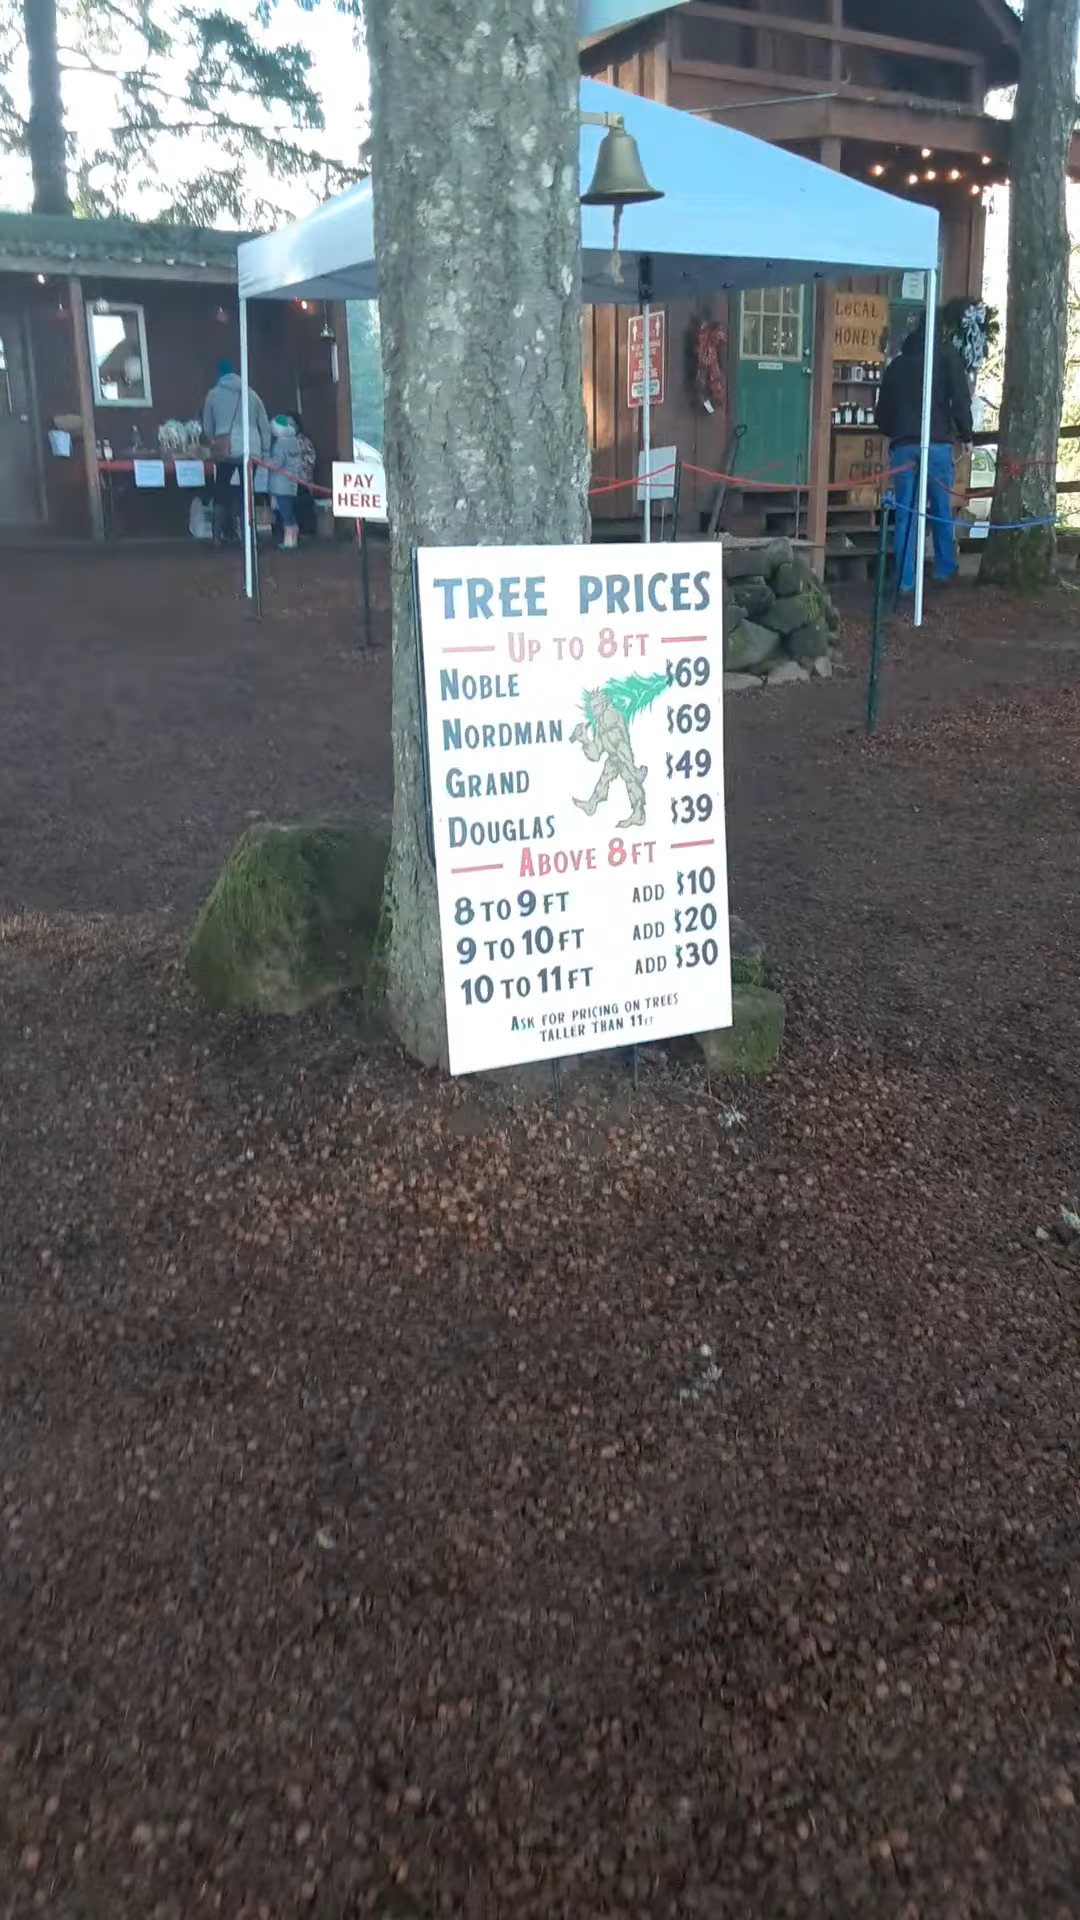 LOCAL
HONEY
PAY
HERE
TREE PRICES
UP TO 8FT
NOBLE $69
NORDMAN $69
GRAND $49
DOUGLAS $39
ABOVE 8FT
8 TO 9 FT ADD $10
9 TO 10 FT ADD $20
10 TO 11 FT ADD $30
ASK FOR PRICING ON TREES
TALLER THAN 11FT